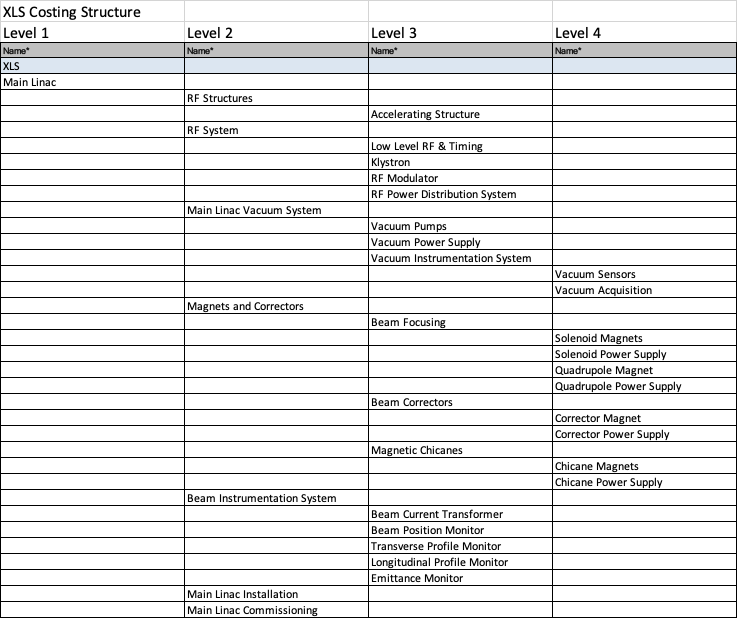 XLS Costing Structure
Level 1 Level 2 Level 3 Level 4
Name* Name* Name* Name*
XLS
Main Linac
RF Structures
Accelerating Structure
RF System
Low Level RF & Timing
Klystron
RF Modulator
RF Power Distribution System
Main Linac Vacuum System
Vacuum Pumps
Vacuum Power Supply
Vacuum Instrumentation System
Vacuum Sensors
Vacuum Acquisition
Magnets and Correctors
Beam Focusing
Solenoid Magnets
Solenoid Power Supply
Quadrupole Magnet
Quadrupole Power Supply
Beam Correctors
Corrector Magnet
Corrector Power Supply
Magnetic Chicanes
Chicane Magnets
Chicane Power Supply
Beam Instrumentation System
Beam Current Transformer
Beam Position Monitor
Transverse Profile Monitor
Longitudinal Profile Monitor
Emittance Monitor
Main Linac Installation
Main Linac Commissioning